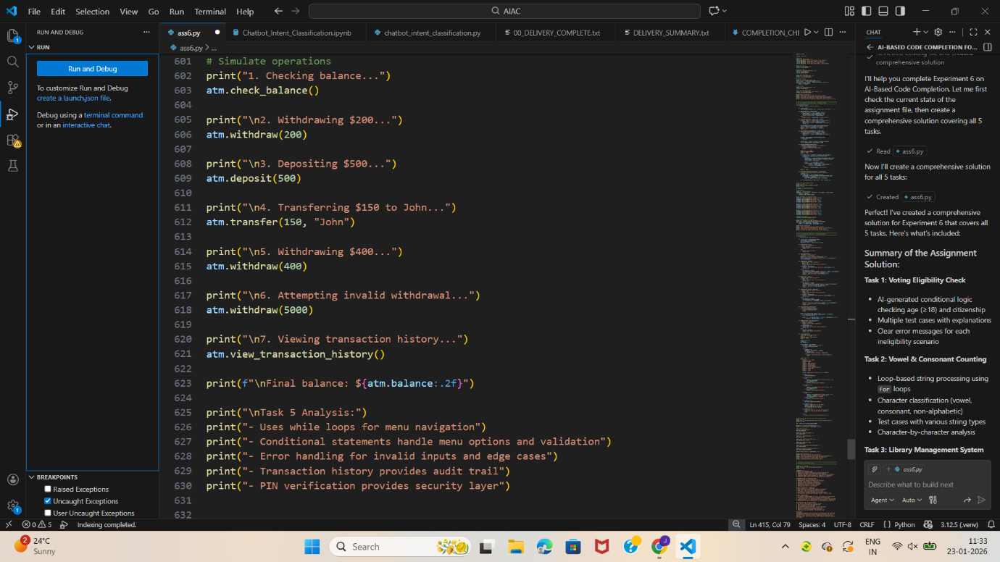 File Edit Selection View Go Run Terminal Help
AIAC
RUN AND DEBUG
RUN
Run and Debug
To customize Run and Debug
create a launch.json file.
Debug using a terminal command
or in an interactive chat.
BREAKPOINTS
Raised Exceptions
Uncaught Exceptions
User Uncaught Exceptions
ass6.py
Chatbot_Intent_Classification.ipynb
chatbot_intent_classification.py
00_DELIVERY_COMPLETE.txt
DELIVERY_SUMMARY.txt
COMPLETION_CHE
ass6.py > ...
601 # Simulate operations
602 print("1. Checking balance...")
603 atm.check_balance()
604
605 print("\n2. Withdrawing $200...")
606 atm.withdraw(200)
607
608 print("\n3. Depositing $500...")
609 atm.deposit(500)
610
611 print("\n4. Transferring $150 to John...")
612 atm.transfer(150, "John")
613
614 print("\n5. Withdrawing $400...")
615 atm.withdraw(400)
616
617 print("\n6. Attempting invalid withdrawal...")
618 atm.withdraw(5000)
619
620 print("\n7. Viewing transaction history...")
621 atm.view_transaction_history()
622
623 print(f"\nFinal balance: ${atm.balance:.2f}")
624
625 print("\nTask 5 Analysis:")
626 print("- Uses while loops for menu navigation")
627 print("- Conditional statements handle menu options and validation")
628 print("- Error handling for invalid inputs and edge cases")
629 print("- Transaction history provides audit trail")
630 print("- PIN verification provides security layer")
631
632
CHAT
AI-BASED CODE COMPLETION FO...
Reviewed existing file and created
comprehensive solution
I'll help you complete Experiment 6 on
AI-Based Code Completion. Let me first
check the current state of the
assignment file, then create a
comprehensive solution covering all 5
tasks.
Read ass6.py
Now I'll create a comprehensive solution
for all 5 tasks:
Created ass6.py
Perfect! I've created a comprehensive
solution for Experiment 6 that covers all
5 tasks. Here's what's included:
Summary of the Assignment
Solution:
Task 1: Voting Eligibility Check
• AI-generated conditional logic
checking age (≥18) and citizenship
• Multiple test cases with explanations
• Clear error messages for each
ineligibility scenario
Task 2: Vowel & Consonant Counting
• Loop-based string processing using
for loops
• Character classification (vowel,
consonant, non-alphabetic)
• Test cases with various string types
• Character-by-character analysis
Task 3: Library Management System
+ ass6.py
Describe what to build next
Agent Auto
0 5 Indexing completed.
Ln 415, Col 79 Spaces: 4 UTF-8 CRLF { } Python 3.12.5 (.venv)
2
24°C
Sunny
Search
ENG
IN
11:33
23-01-2026